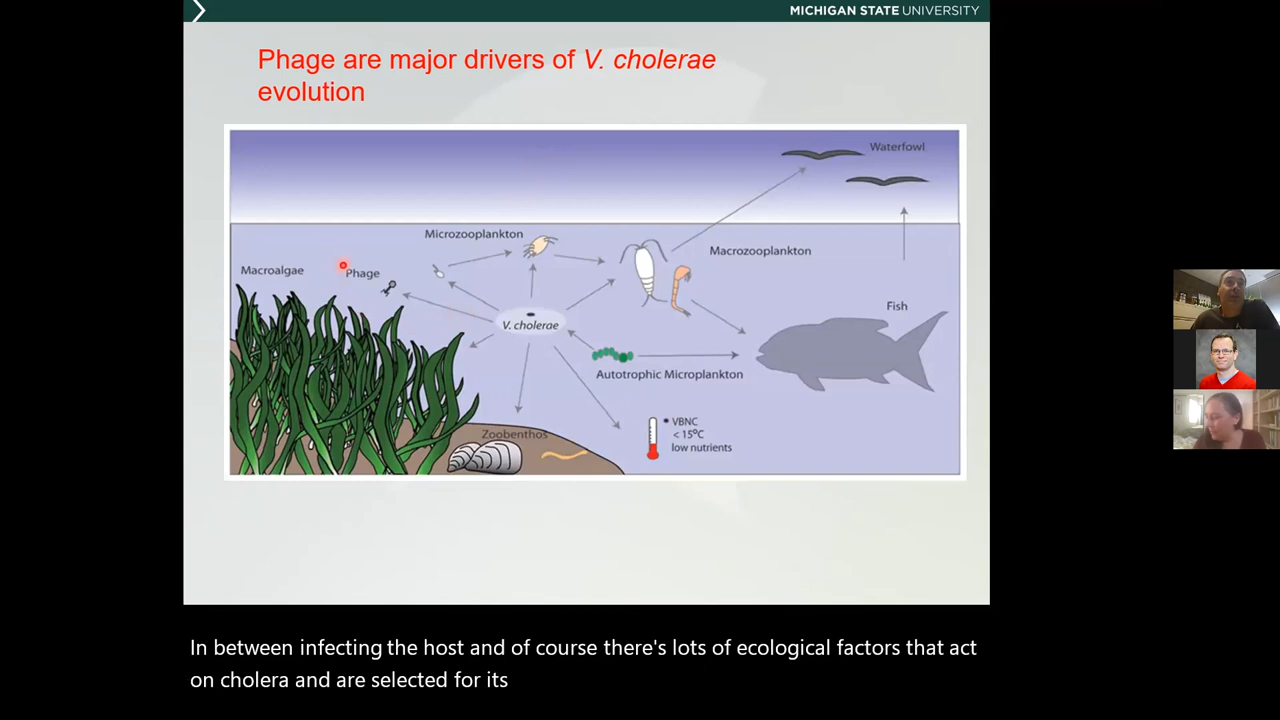 MICHIGAN STATE UNIVERSITY
Phage are major drivers of V. cholerae
evolution
Waterfowl
Microzooplankton
Macrozooplankton
Macroalgae
Phage
Fish
V. cholerae
Autotrophic Microplankton
VBNC
< 15°C
low nutrients
Zoobenthos
In between infecting the host and of course there's lots of ecological factors that act
on cholera and are selected for its